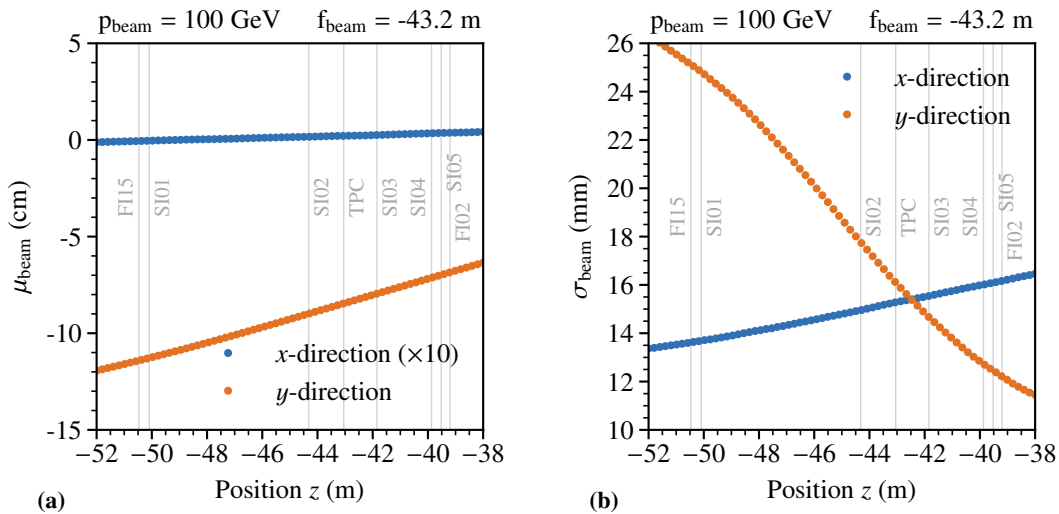 p_beam = 100 GeV f_beam = -43.2 m
5
0
-5
-10
-15
μ_beam (cm)
FI15
SI01
SI02
TPC
SI03
SI04
SI05
FI02
x-direction (×10)
y-direction
−52 −50 −48 −46 −44 −42 −40 −38
Position z (m)
(a)
p_beam = 100 GeV f_beam = -43.2 m
26
24
22
20
18
16
14
12
10
σ_beam (mm)
x-direction
y-direction
FI15
SI01
SI02
TPC
SI03
SI04
SI05
FI02
−52 −50 −48 −46 −44 −42 −40 −38
Position z (m)
(b)